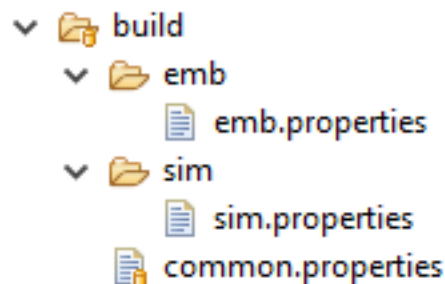 build
emb
emb.properties
sim
sim.properties
common.properties